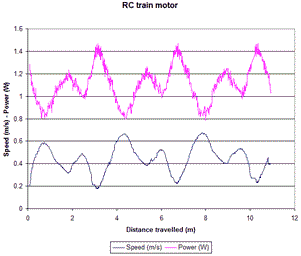 RC train motor
Speed (m/s) - Power (W)
1.6
1.4
1.2
1
0.8
0.6
0.4
0.2
0
0 2 4 6 8 10 12
Distance travelled (m)
Speed (m/s) Power (W)